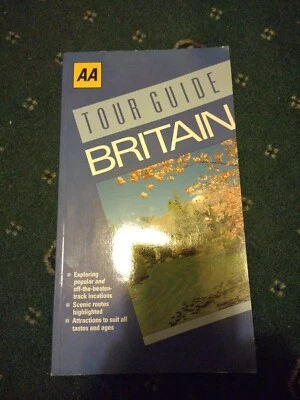 AA
TOUR GUIDE
BRITAIN
Exploring
popular and
off-the-beaten-
track locations
Scenic routes
highlighted
Attractions to suit all
tastes and ages